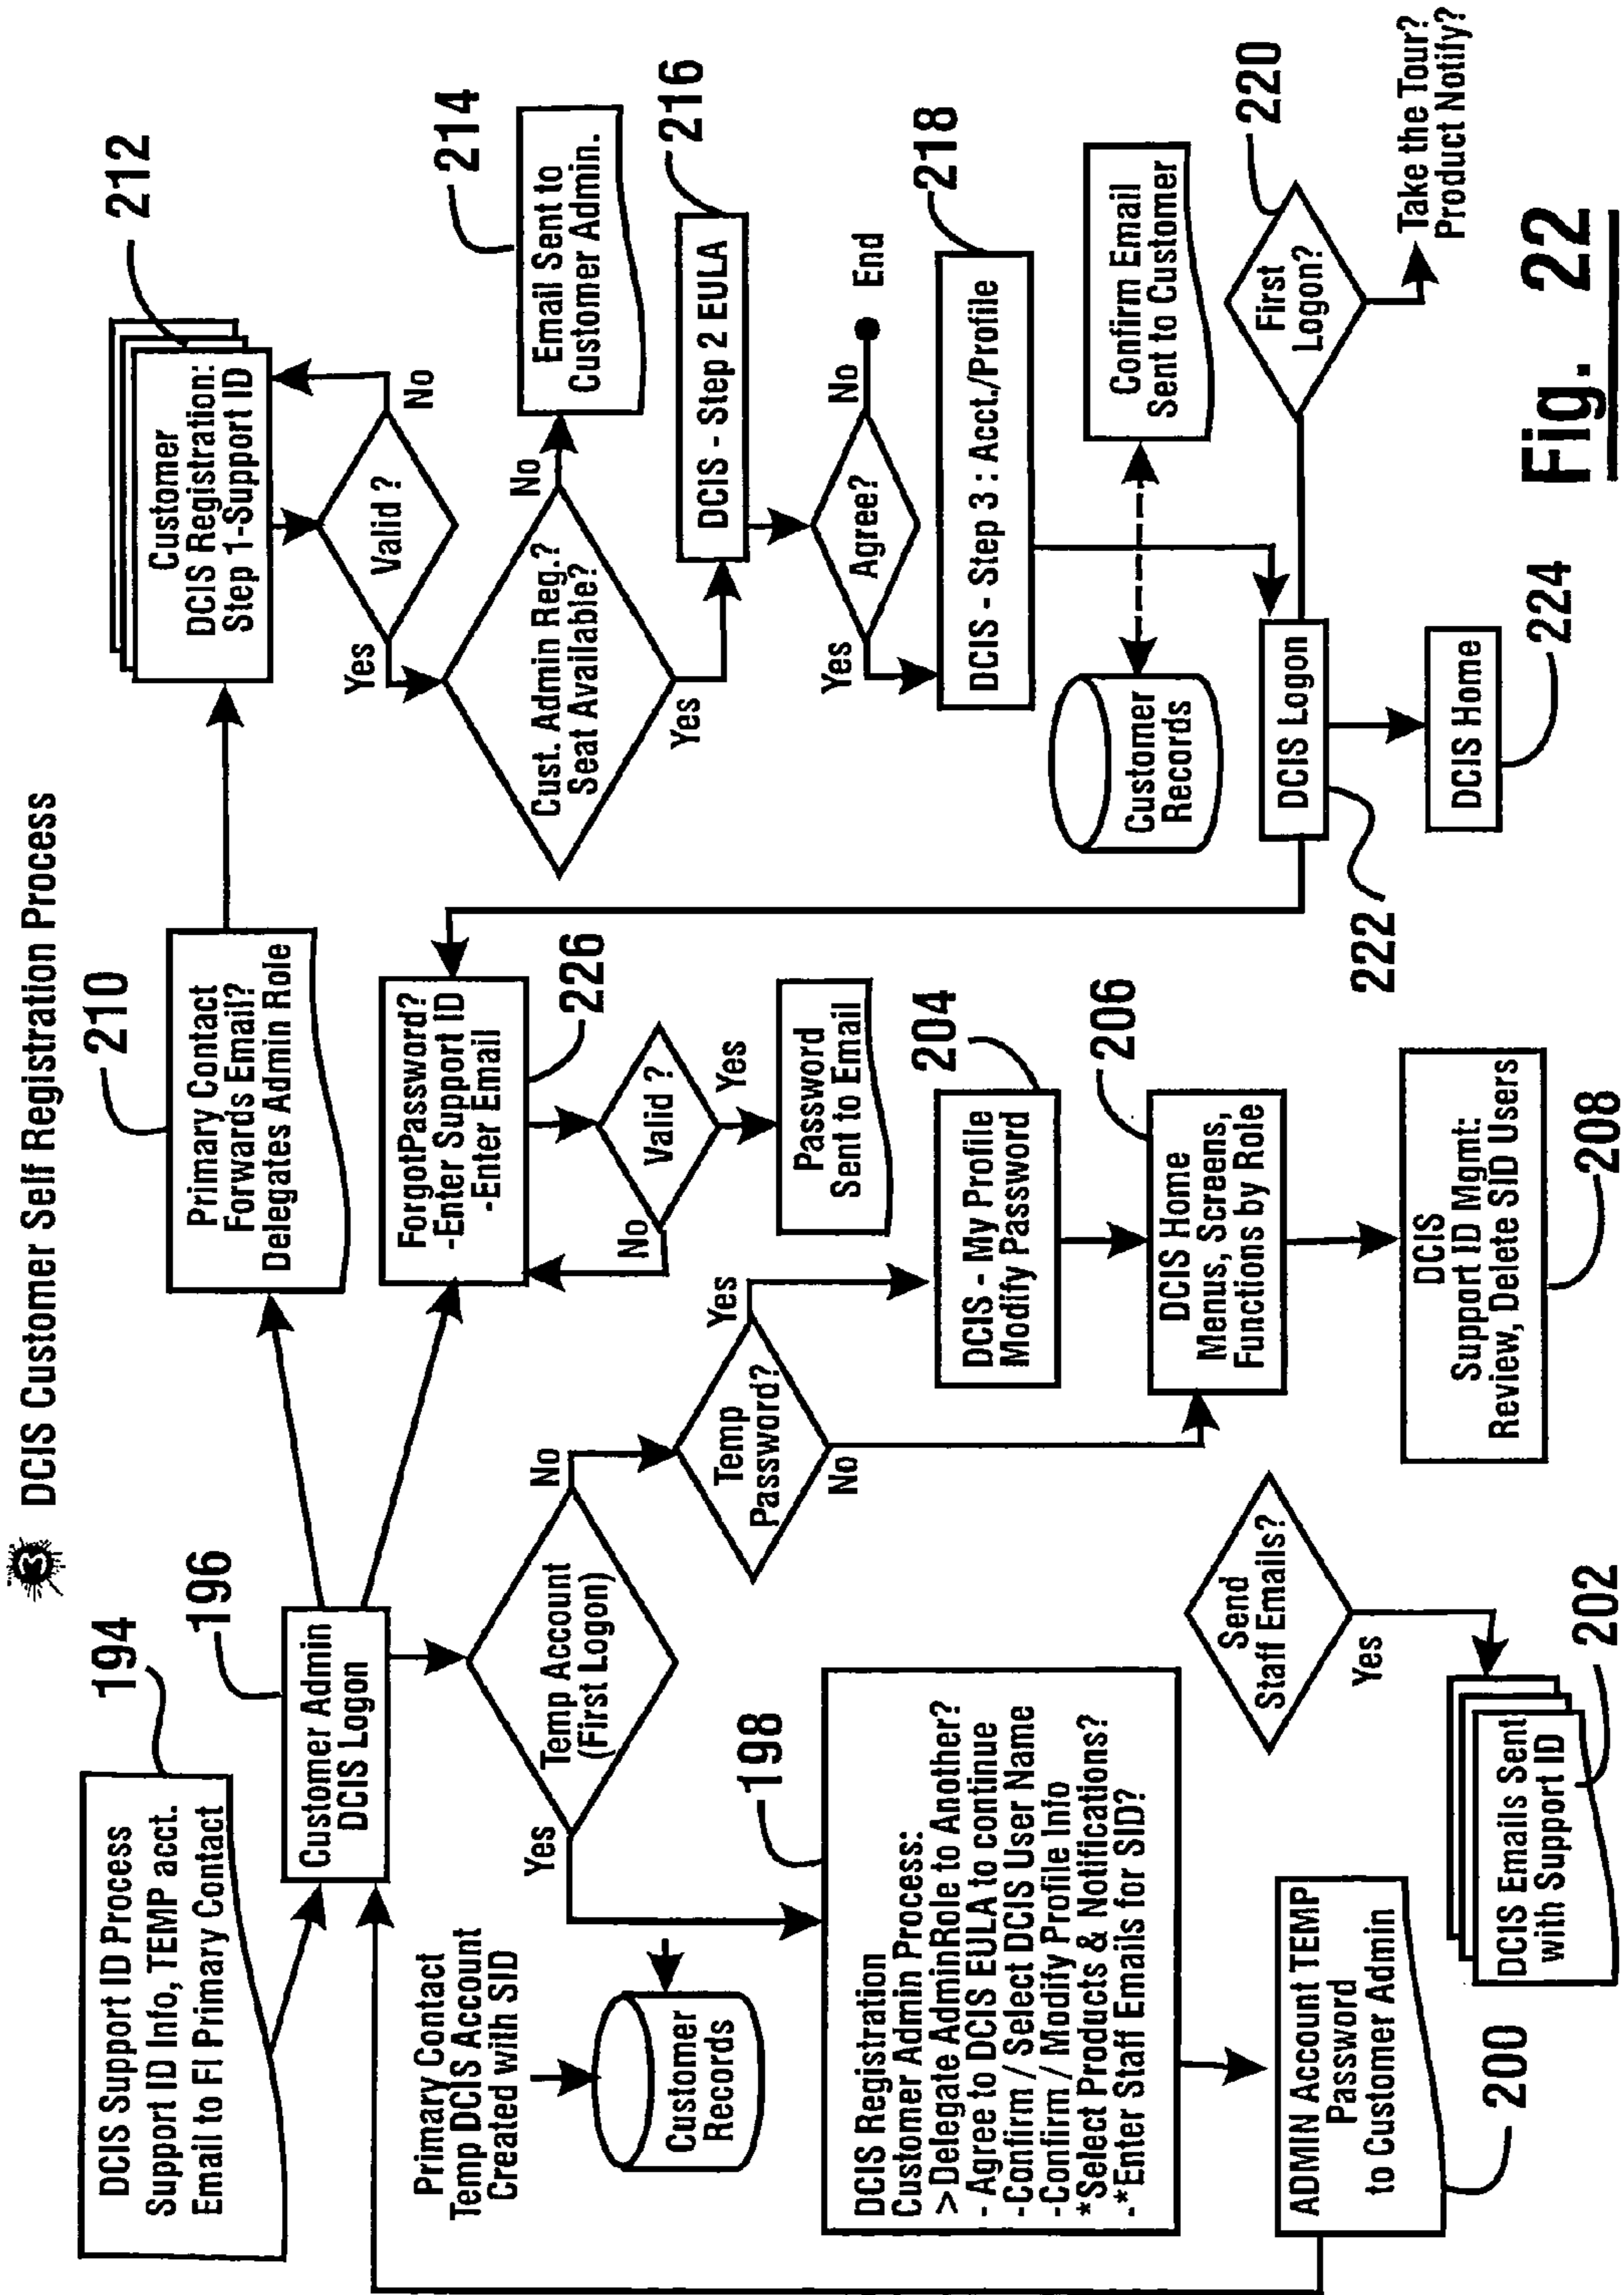 DCIS Customer Self Registration Process
194
DCIS Support ID Process
Support ID Info, TEMP acct.
Email to FI Primary Contact
196
Customer Admin
DCIS Logon
Primary Contact
Temp DCIS Account
Created with SID
Customer
Records
Temp Account
(First Logon)
Yes
No
198
DCIS Registration
Customer Admin Process:
> Delegate AdminRole to Another?
- Agree to DCIS EULA to continue
-Confirm / Select DCIS User Name
-Confirm / Modify Profile Info
*Select Products & Notifications?
-*Enter Staff Emails for SID?
ADMIN Account TEMP
Password
to Customer Admin
200
Send
Staff Emails?
Yes
DCIS Emails Sent
with Support ID
202
Temp
Password?
Yes
No
204
DCIS - My Profile
Modify Password
206
DCIS Home
Menus, Screens,
Functions by Role
DCIS
Support ID Mgmt:
Review, Delete SID Users
208
210
Primary Contact
Forwards Email?
Delegates Admin Role
ForgotPassword?
-Enter Support ID
-Enter Email
226
Valid ?
No
Yes
Password
Sent to Email
212
Customer
DCIS Registration:
Step 1-Support ID
Valid ?
No
Yes
Cust. Admin Reg.?
Seat Available?
No
Yes
214
Email Sent to
Customer Admin.
216
DCIS - Step 2 EULA
Agree?
No
End
Yes
218
DCIS - Step 3 : Acct./Profile
Customer
Records
Confirm Email
Sent to Customer
DCIS Logon
222
First
Logon?
220
Take the Tour?
Product Notify?
DCIS Home
224
Fig. 22